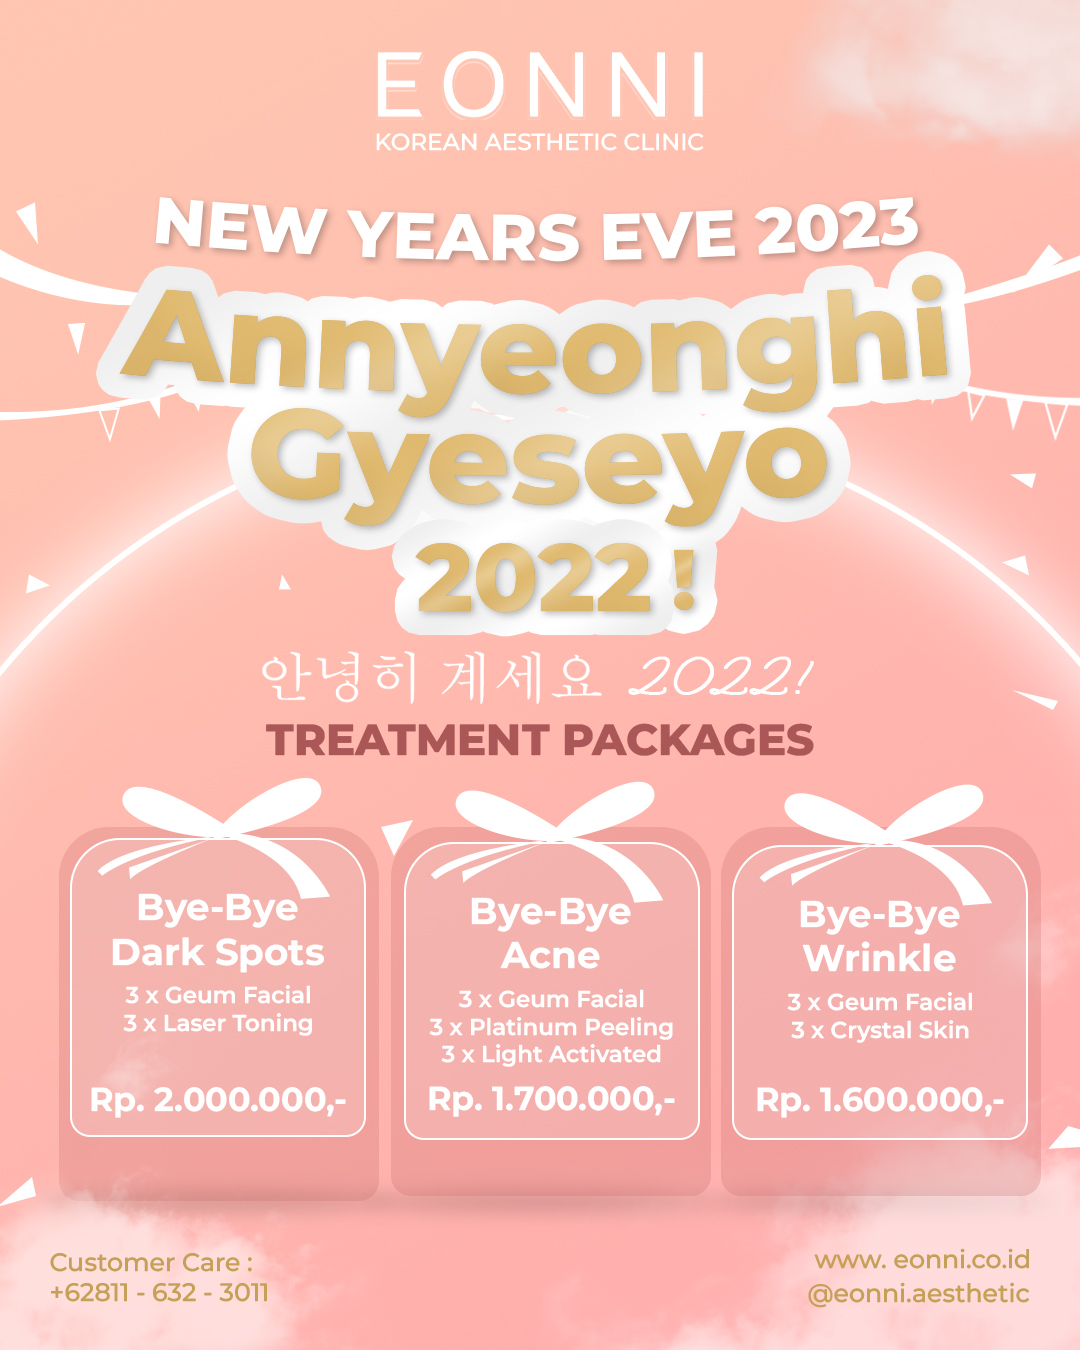 EONNI
KOREAN AESTHETIC CLINIC
NEW YEARS EVE 2023
Annyeonghi
Gyeseyo
2022 !
안녕히 계세요 2022!
TREATMENT PACKAGES
Bye-Bye
Dark Spots
3 x Geum Facial
3 x Laser Toning
Rp. 2.000.000,-
Bye-Bye
Acne
3 x Geum Facial
3 x Platinum Peeling
3 x Light Activated
Rp. 1.700.000,-
Bye-Bye
Wrinkle
3 x Geum Facial
3 x Crystal Skin
Rp. 1.600.000,-
Customer Care :
+62811 - 632 - 3011
www. eonni.co.id
@eonni.aesthetic